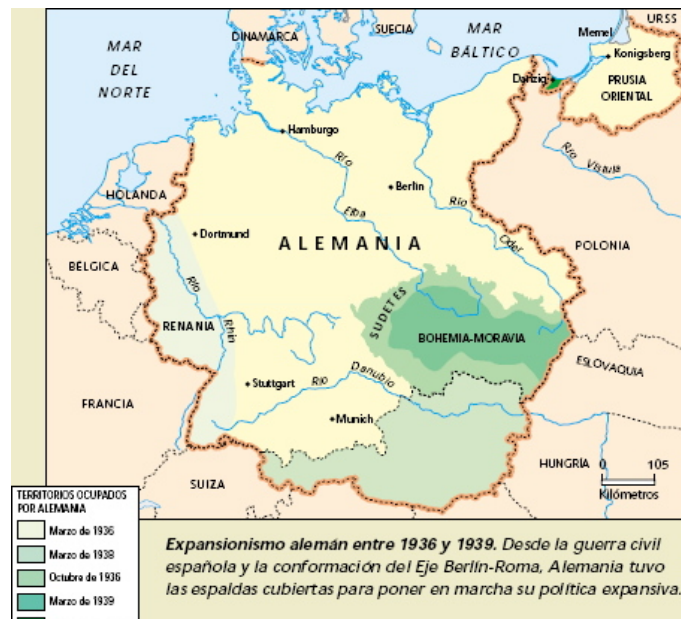 MAR
DEL
NORTE
DINAMARCA
SUECIA
MAR
BÁLTICO
URSS
Memel
Konigsberg
Danzig
PRUSIA
ORIENTAL
Hamburgo
Río
Elba
Berlin
Río
Oder
Río
Visaula
HOLANDA
Dortmund
ALEMANIA
POLONIA
BÉLGICA
Río
Rhin
RENANIA
SUDETES
BOHEMIA-MORAVIA
ESLOVAQUIA
Stuttgart
Río
Danubio
FRANCIA
Munich
SUIZA
HUNGRÍA
0 105
Kilómetros
TERRITORIOS OCUPADOS
POR ALEMANIA
Marzo de 1936
Marzo de 1938
Octubre de 1936
Marzo de 1939
Expansionismo alemán entre 1936 y 1939. Desde la guerra civil
española y la conformación del Eje Berlín-Roma, Alemania tuvo
las espaldas cubiertas para poner en marcha su política expansiva.